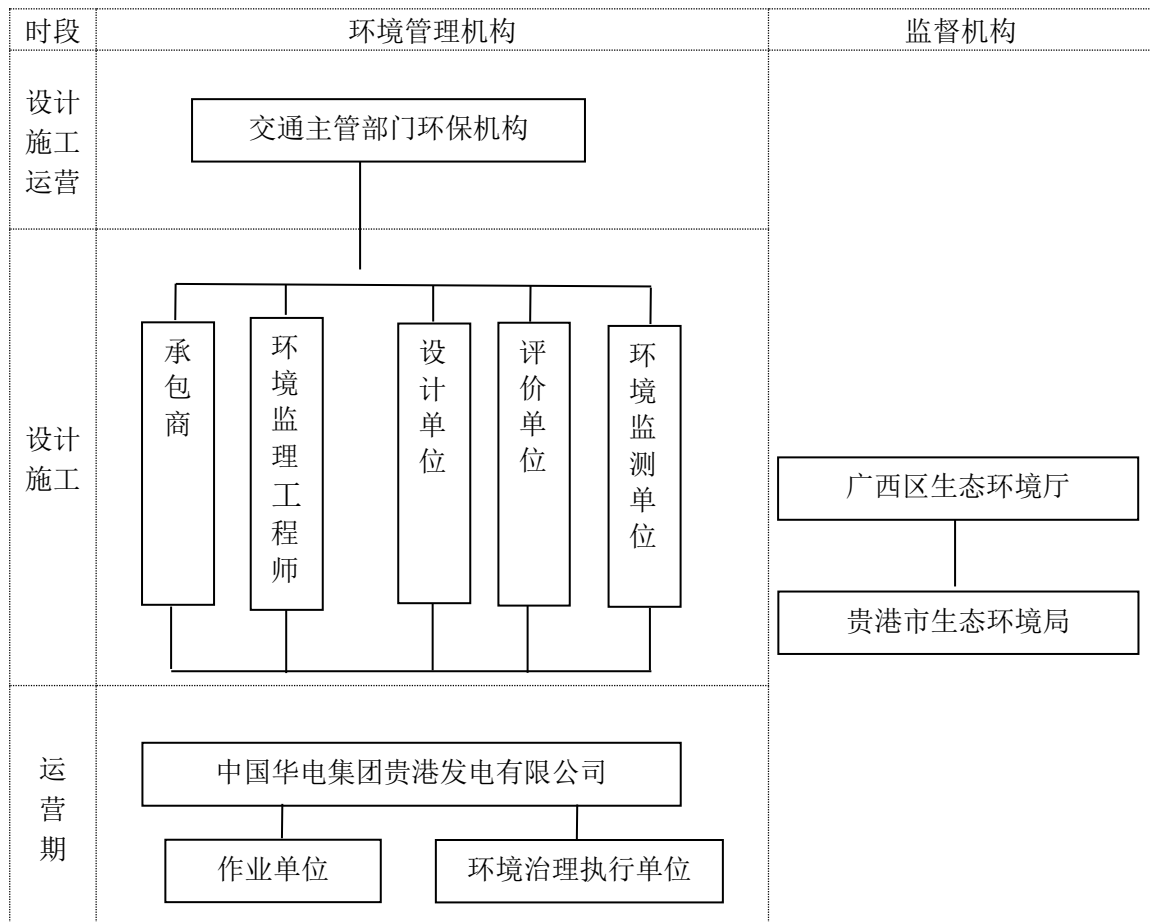 时段
环境管理机构
监督机构
设计
施工
运营
交通主管部门环保机构
设计
施工
承包商
环境监理工程师
设计单位
评价单位
环境监测单位
广西区生态环境厅
贵港市生态环境局
运
营
期
中国华电集团贵港发电有限公司
作业单位
环境治理执行单位